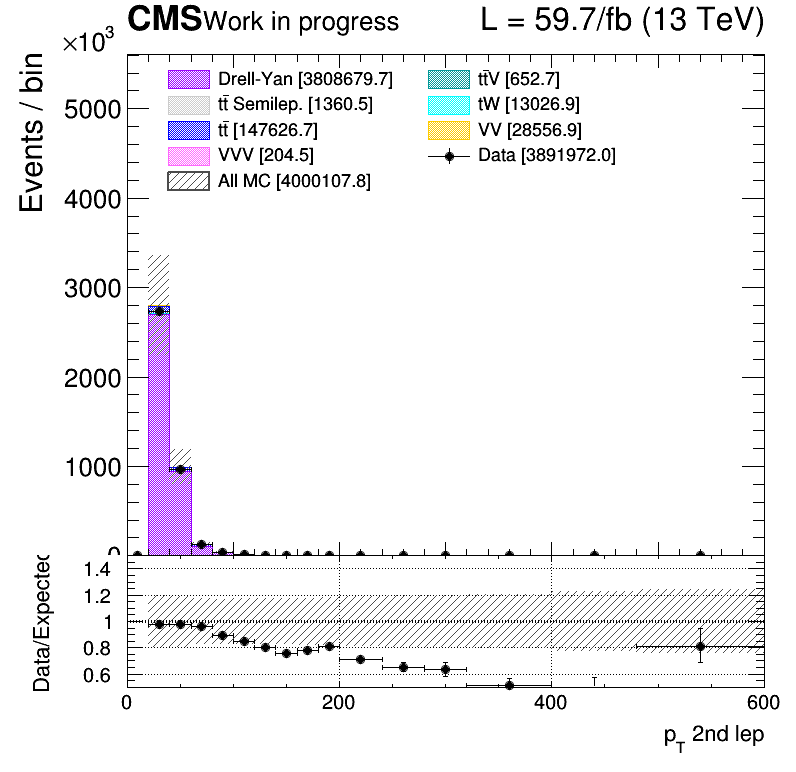 CMS Work in progress L = 59.7/fb (13 TeV)
×10³
Events / bin
Drell-Yan [3808679.7] tt̄V [652.7]
tt̄ Semilep. [1360.5] tW [13026.9]
tt̄ [147626.7] VV [28556.9]
VVV [204.5] Data [3891972.0]
All MC [4000107.8]
5000
4000
3000
2000
1000
0
Data/Expected
1.4
1.2
1
0.8
0.6
0 200 400 600
p_T 2nd lep